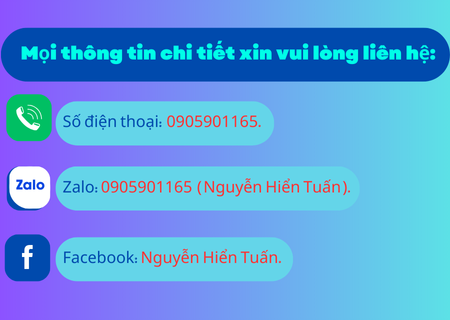 Mọi thông tin chi tiết xin vui lòng liên hệ:
Số điện thoại: 0905901165.
Zalo
Zalo: 0905901165 (Nguyễn Hiển Tuấn).
Facebook: Nguyễn Hiển Tuấn.